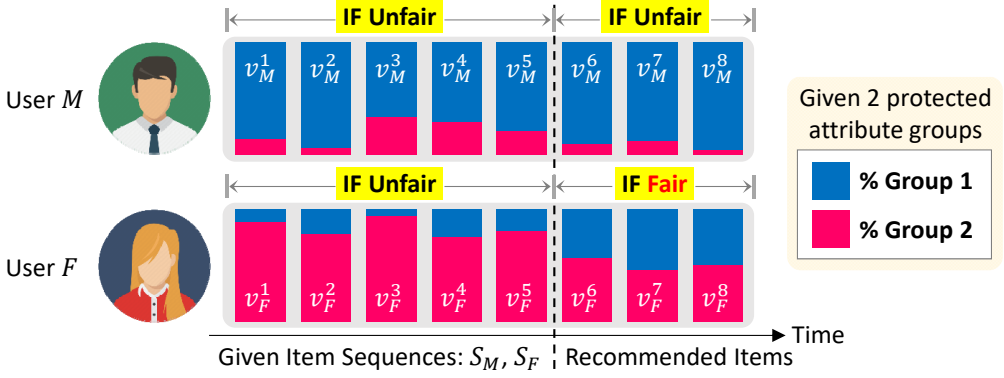 IF Unfair
IF Unfair
User M
v_M^1 v_M^2 v_M^3 v_M^4 v_M^5 v_M^6 v_M^7 v_M^8
IF Unfair
IF Fair
User F
v_F^1 v_F^2 v_F^3 v_F^4 v_F^5 v_F^6 v_F^7 v_F^8
Time
Given Item Sequences: S_M, S_F
Recommended Items
Given 2 protected
attribute groups
% Group 1
% Group 2